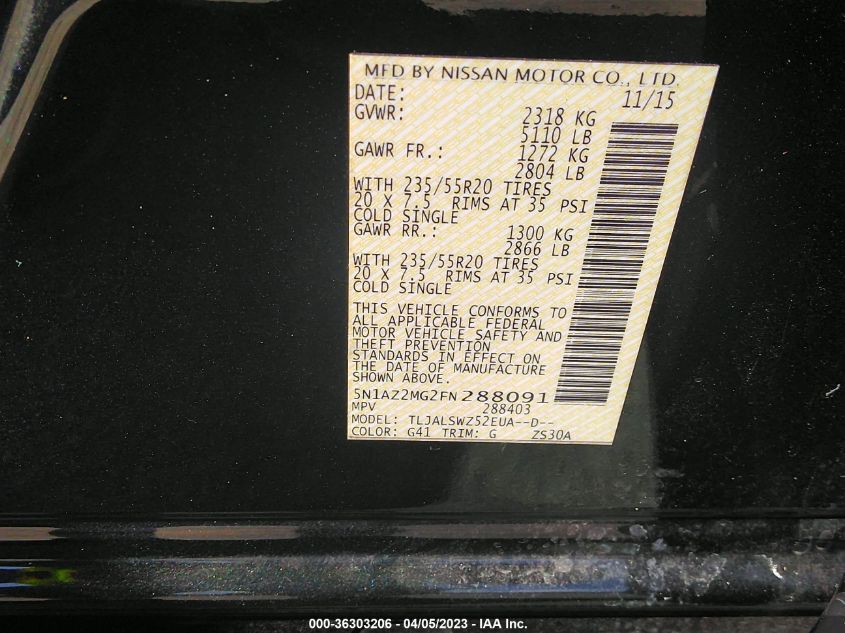 MFD BY NISSAN MOTOR CO., LTD.
DATE: 11/15
GVWR: 2318 KG
5110 LB
GAWR FR.: 1272 KG
2804 LB
WITH 235/55R20 TIRES
20 X 7.5 RIMS AT 35 PSI
COLD SINGLE
GAWR RR.: 1300 KG
2866 LB
WITH 235/55R20 TIRES
20 X 7.5 RIMS AT 35 PSI
COLD SINGLE
THIS VEHICLE CONFORMS TO
ALL APPLICABLE FEDERAL
MOTOR VEHICLE SAFETY AND
THEFT PREVENTION
STANDARDS IN EFFECT ON
THE DATE OF MANUFACTURE
SHOWN ABOVE.
5N1AZ2MG2FN288091
MPV 288403
MODEL: TLJALSWZ52EUA--D--
COLOR: G41 TRIM: G ZS30A
000-36303206 - 04/05/2023 - IAA Inc.